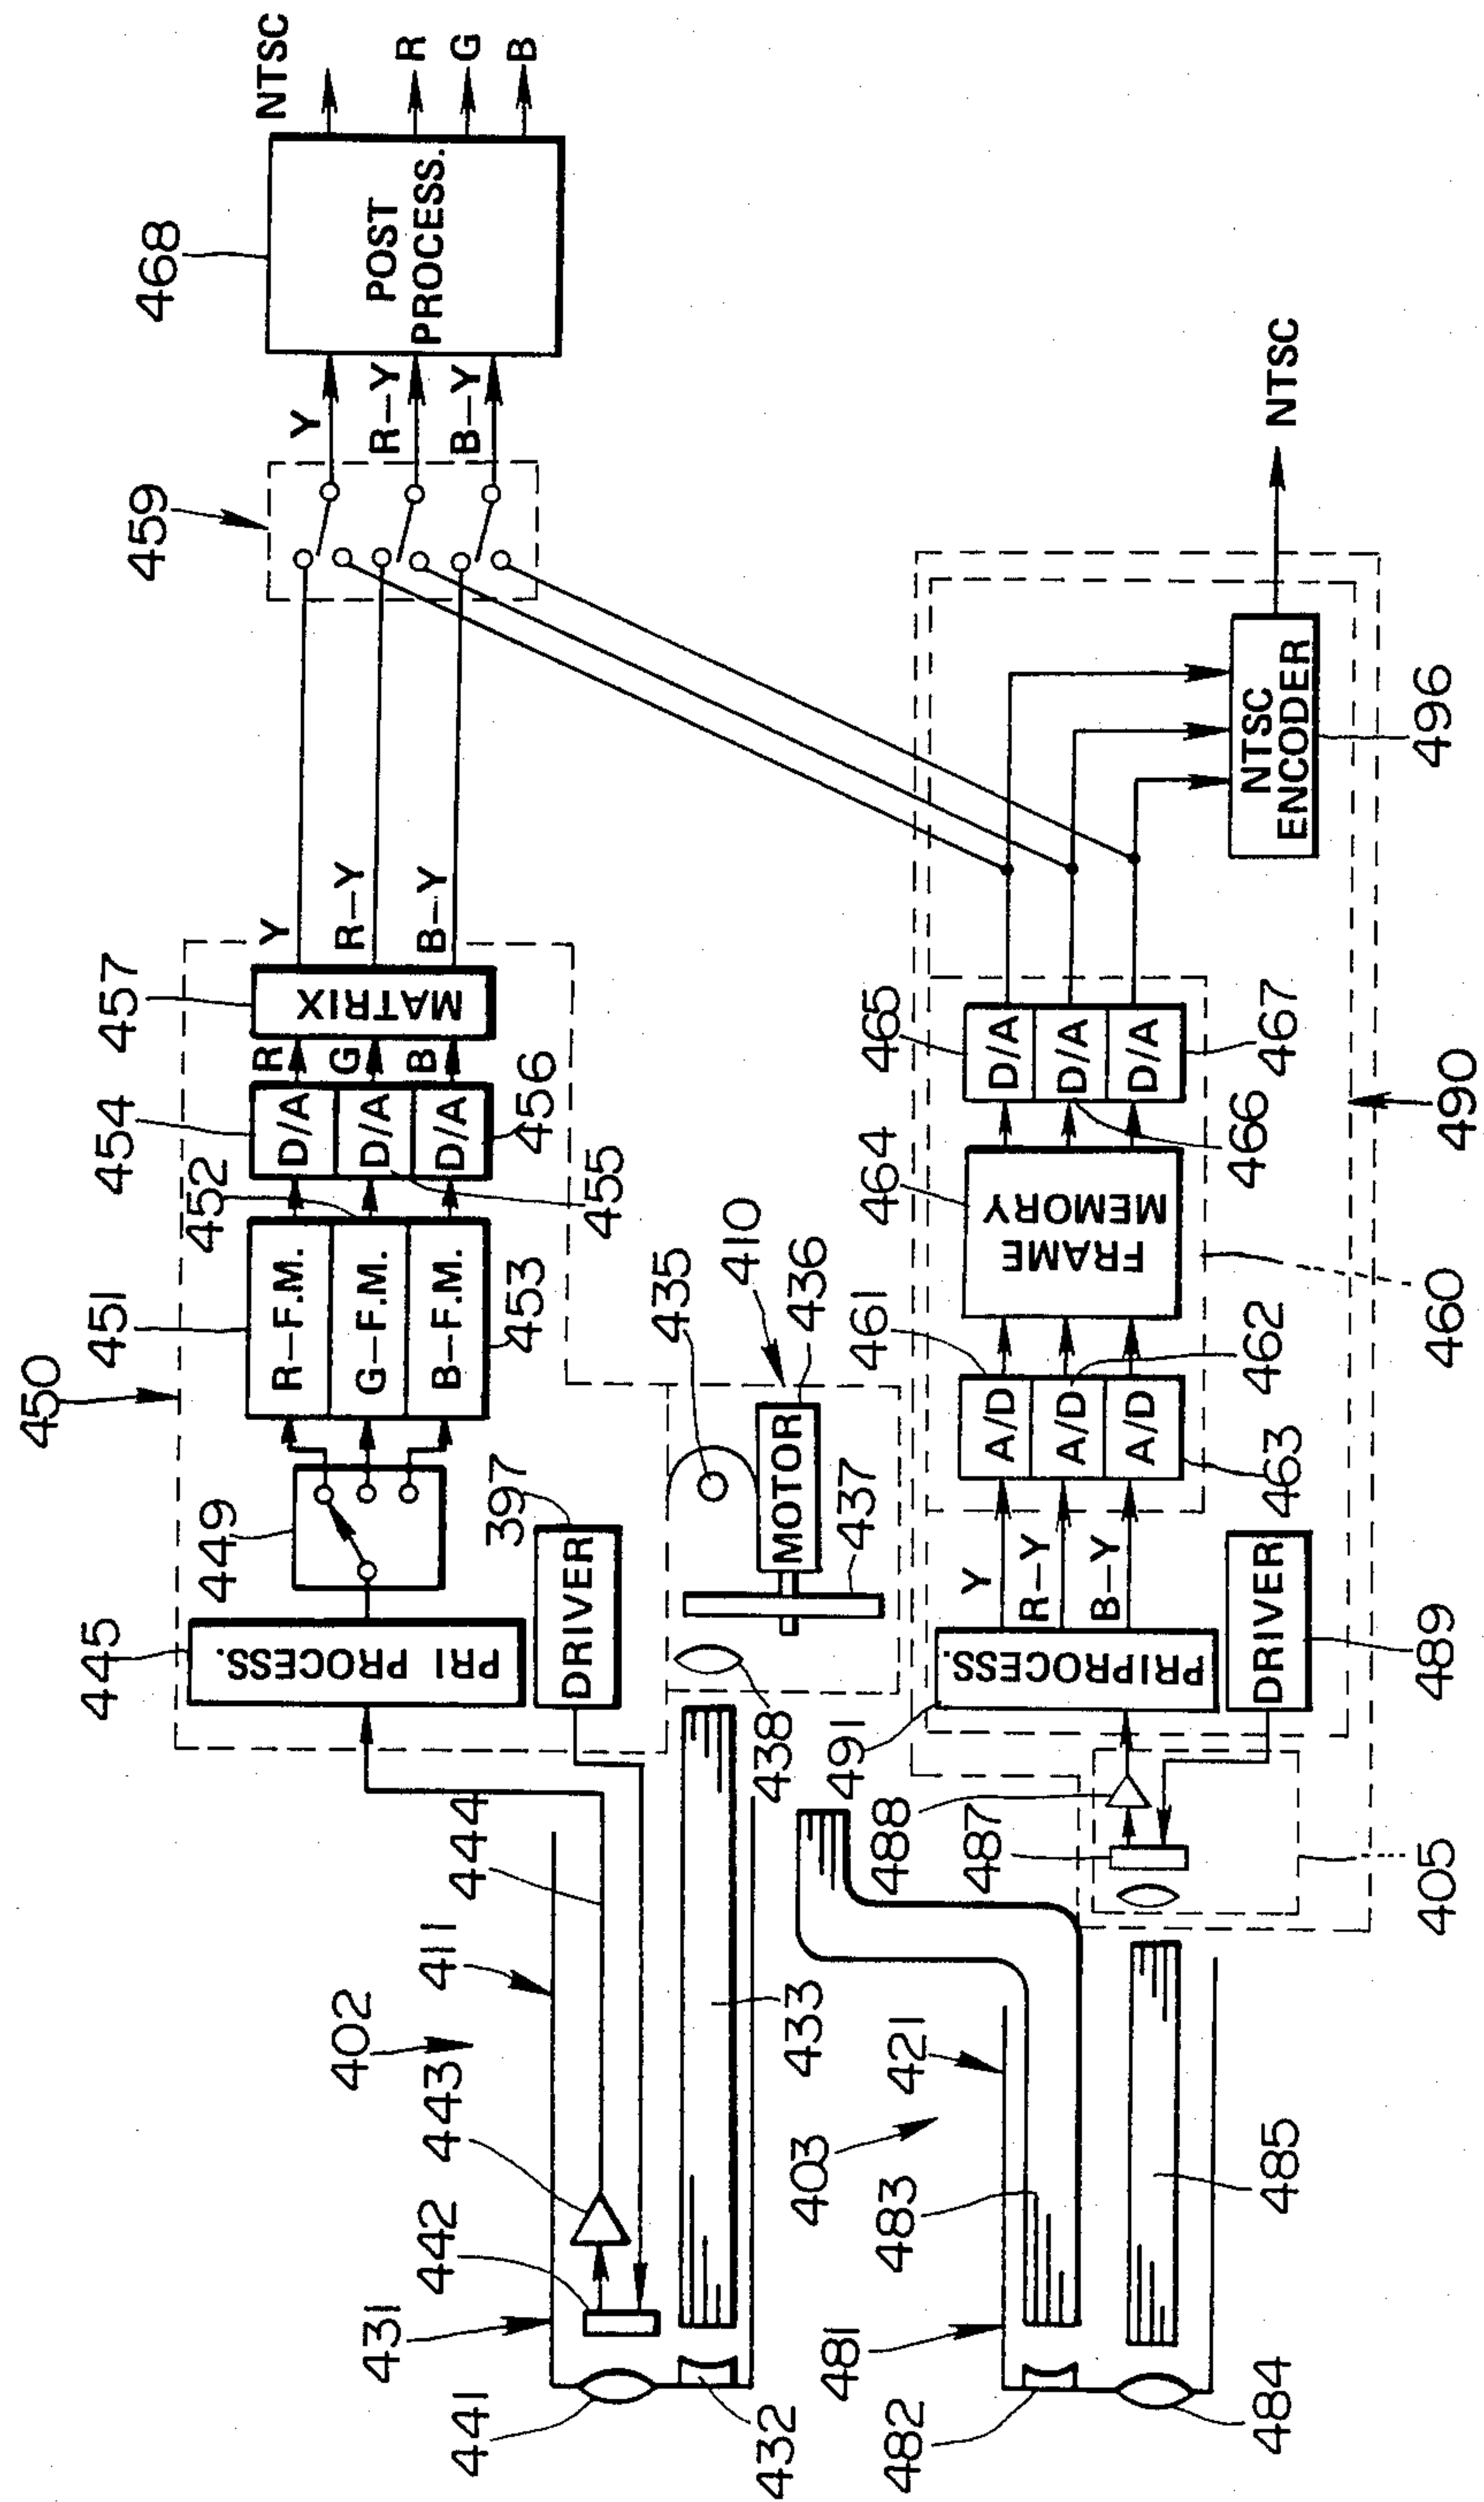 NTSC
R
G
B
468
POST
PROCESS.
Y
R-Y
B-Y
459
NTSC
457
Y
R-Y
B-Y
MATRIX
454
R
G
B
452
D/A
D/A
D/A
456
455
451
R-F.M.
G-F.M.
B-F.M.
453
450
449
445
PRI PROCESS.
397
DRIVER
435
410
436
MOTOR
437
438
465
D/A
D/A
D/A
467
466
464
FRAME
MEMORY
461
A/D
A/D
A/D
462
463
460
490
NTSC
ENCODER
496
Y
R-Y
B-Y
PRIPROCESS.
491
DRIVER
489
488
487
405
444
411
402
443
442
431
441
432
433
421
403
483
481
482
484
485